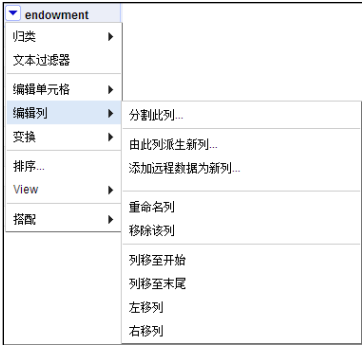 endowment
归类
文本过滤器
编辑单元格
编辑列
变换
排序...
View
搭配
分割此列...
由此列派生新列...
添加远程数据为新列...
重命名列
移除该列
列移至开始
列移至末尾
左移列
右移列